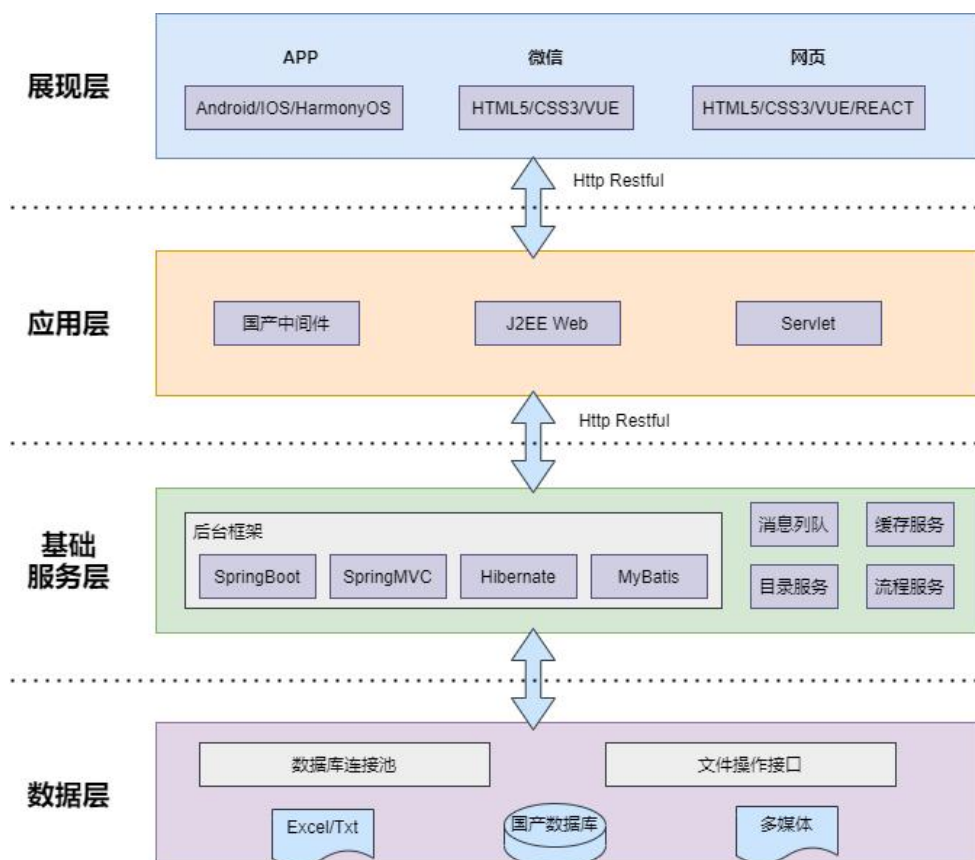 展现层
APP
微信
网页
Android/IOS/HarmonyOS
HTML5/CSS3/VUE
HTML5/CSS3/VUE/REACT
Http Restful
应用层
国产中间件
J2EE Web
Servlet
Http Restful
基础
服务层
后台框架
SpringBoot
SpringMVC
Hibernate
MyBatis
消息列队
缓存服务
目录服务
流程服务
数据层
数据库连接池
文件操作接口
Excel/Txt
国产数据库
多媒体